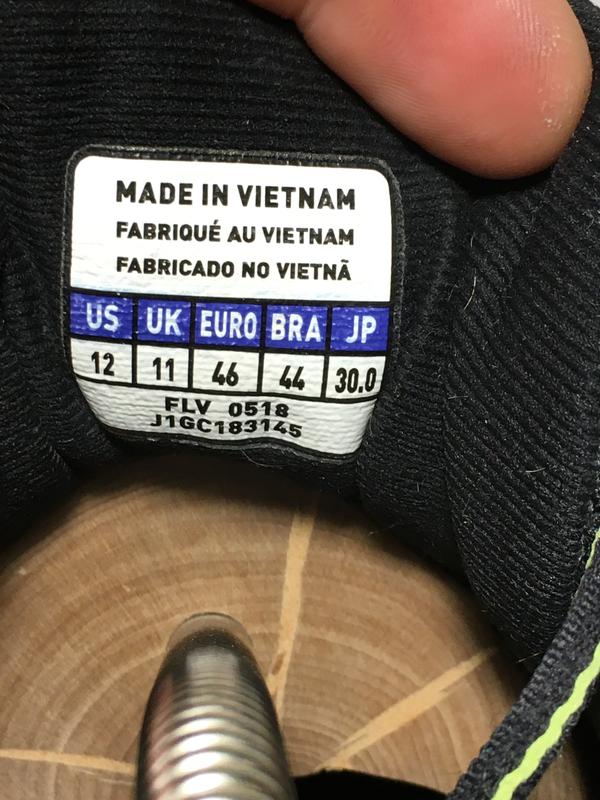 MADE IN VIETNAM
FABRIQUÉ AU VIETNAM
FABRICADO NO VIETNÃ
US UK EURO BRA JP
12 11 46 44 30.0
FLV 0518
J1GC183145